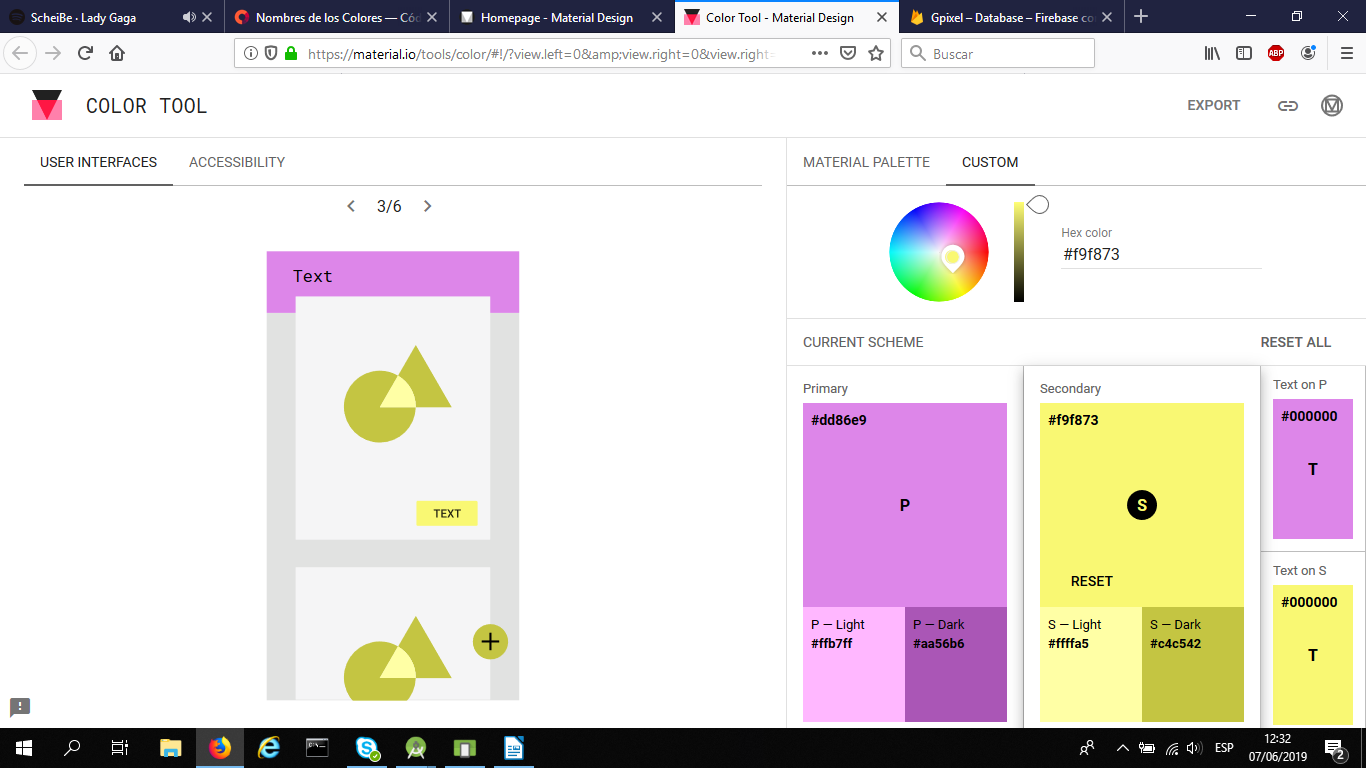 ScheiBe · Lady Gaga
Nombres de los Colores — Cód
Homepage - Material Design
Color Tool - Material Design
Gpixel – Database – Firebase co
https://material.io/tools/color/#!/?view.left=0&amp;view.right=0&view.right=
Buscar
ABP
COLOR TOOL
EXPORT
USER INTERFACES
ACCESSIBILITY
MATERIAL PALETTE
CUSTOM
3/6
Hex color
#f9f873
Text
TEXT
CURRENT SCHEME
RESET ALL
Primary
#dd86e9
P
P — Light
#ffb7ff
P — Dark
#aa56b6
Secondary
#f9f873
S
RESET
S — Light
#ffffa5
S — Dark
#c4c542
Text on P
#000000
T
Text on S
#000000
T
ESP
12:32
07/06/2019
2